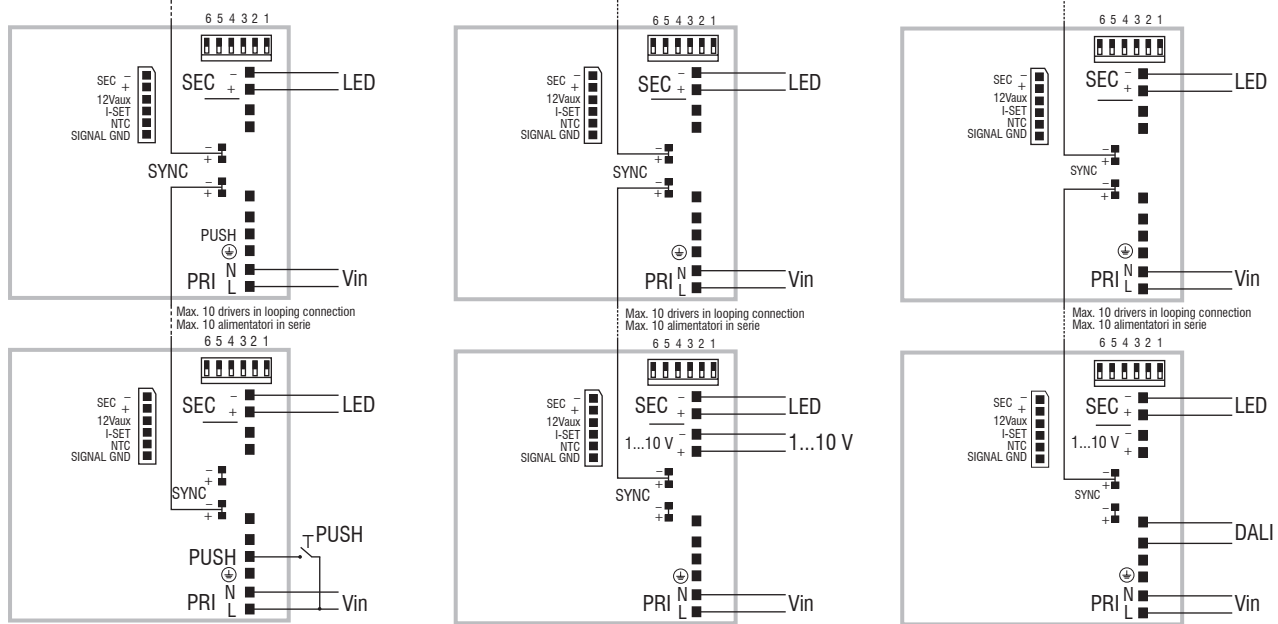 6 5 4 3 2 1
SEC −
+
12Vaux
I-SET
NTC
SIGNAL GND
SEC −
+
LED
−
+
SYNC
−
+
PUSH
N
PRI
L
Vin
Max. 10 drivers in looping connection
Max. 10 alimentatori in serie
6 5 4 3 2 1
SEC −
+
12Vaux
I-SET
NTC
SIGNAL GND
SEC −
+
LED
−
+
SYNC
−
+
N
PRI
L
Vin
Max. 10 drivers in looping connection
Max. 10 alimentatori in serie
6 5 4 3 2 1
SEC −
+
12Vaux
I-SET
NTC
SIGNAL GND
SEC −
+
LED
−
+
SYNC
−
+
N
PRI
L
Vin
Max. 10 drivers in looping connection
Max. 10 alimentatori in serie
6 5 4 3 2 1
SEC −
+
12Vaux
I-SET
NTC
SIGNAL GND
SEC −
+
LED
−
+
SYNC
−
+
PUSH
PUSH
N
PRI
L
Vin
6 5 4 3 2 1
SEC −
+
12Vaux
I-SET
NTC
SIGNAL GND
SEC −
+
LED
1...10 V −
+
1...10 V
−
+
SYNC
−
+
N
PRI
L
Vin
6 5 4 3 2 1
SEC −
+
12Vaux
I-SET
NTC
SIGNAL GND
SEC −
+
LED
1...10 V −
+
−
+
SYNC
−
+
DALI
N
PRI
L
Vin